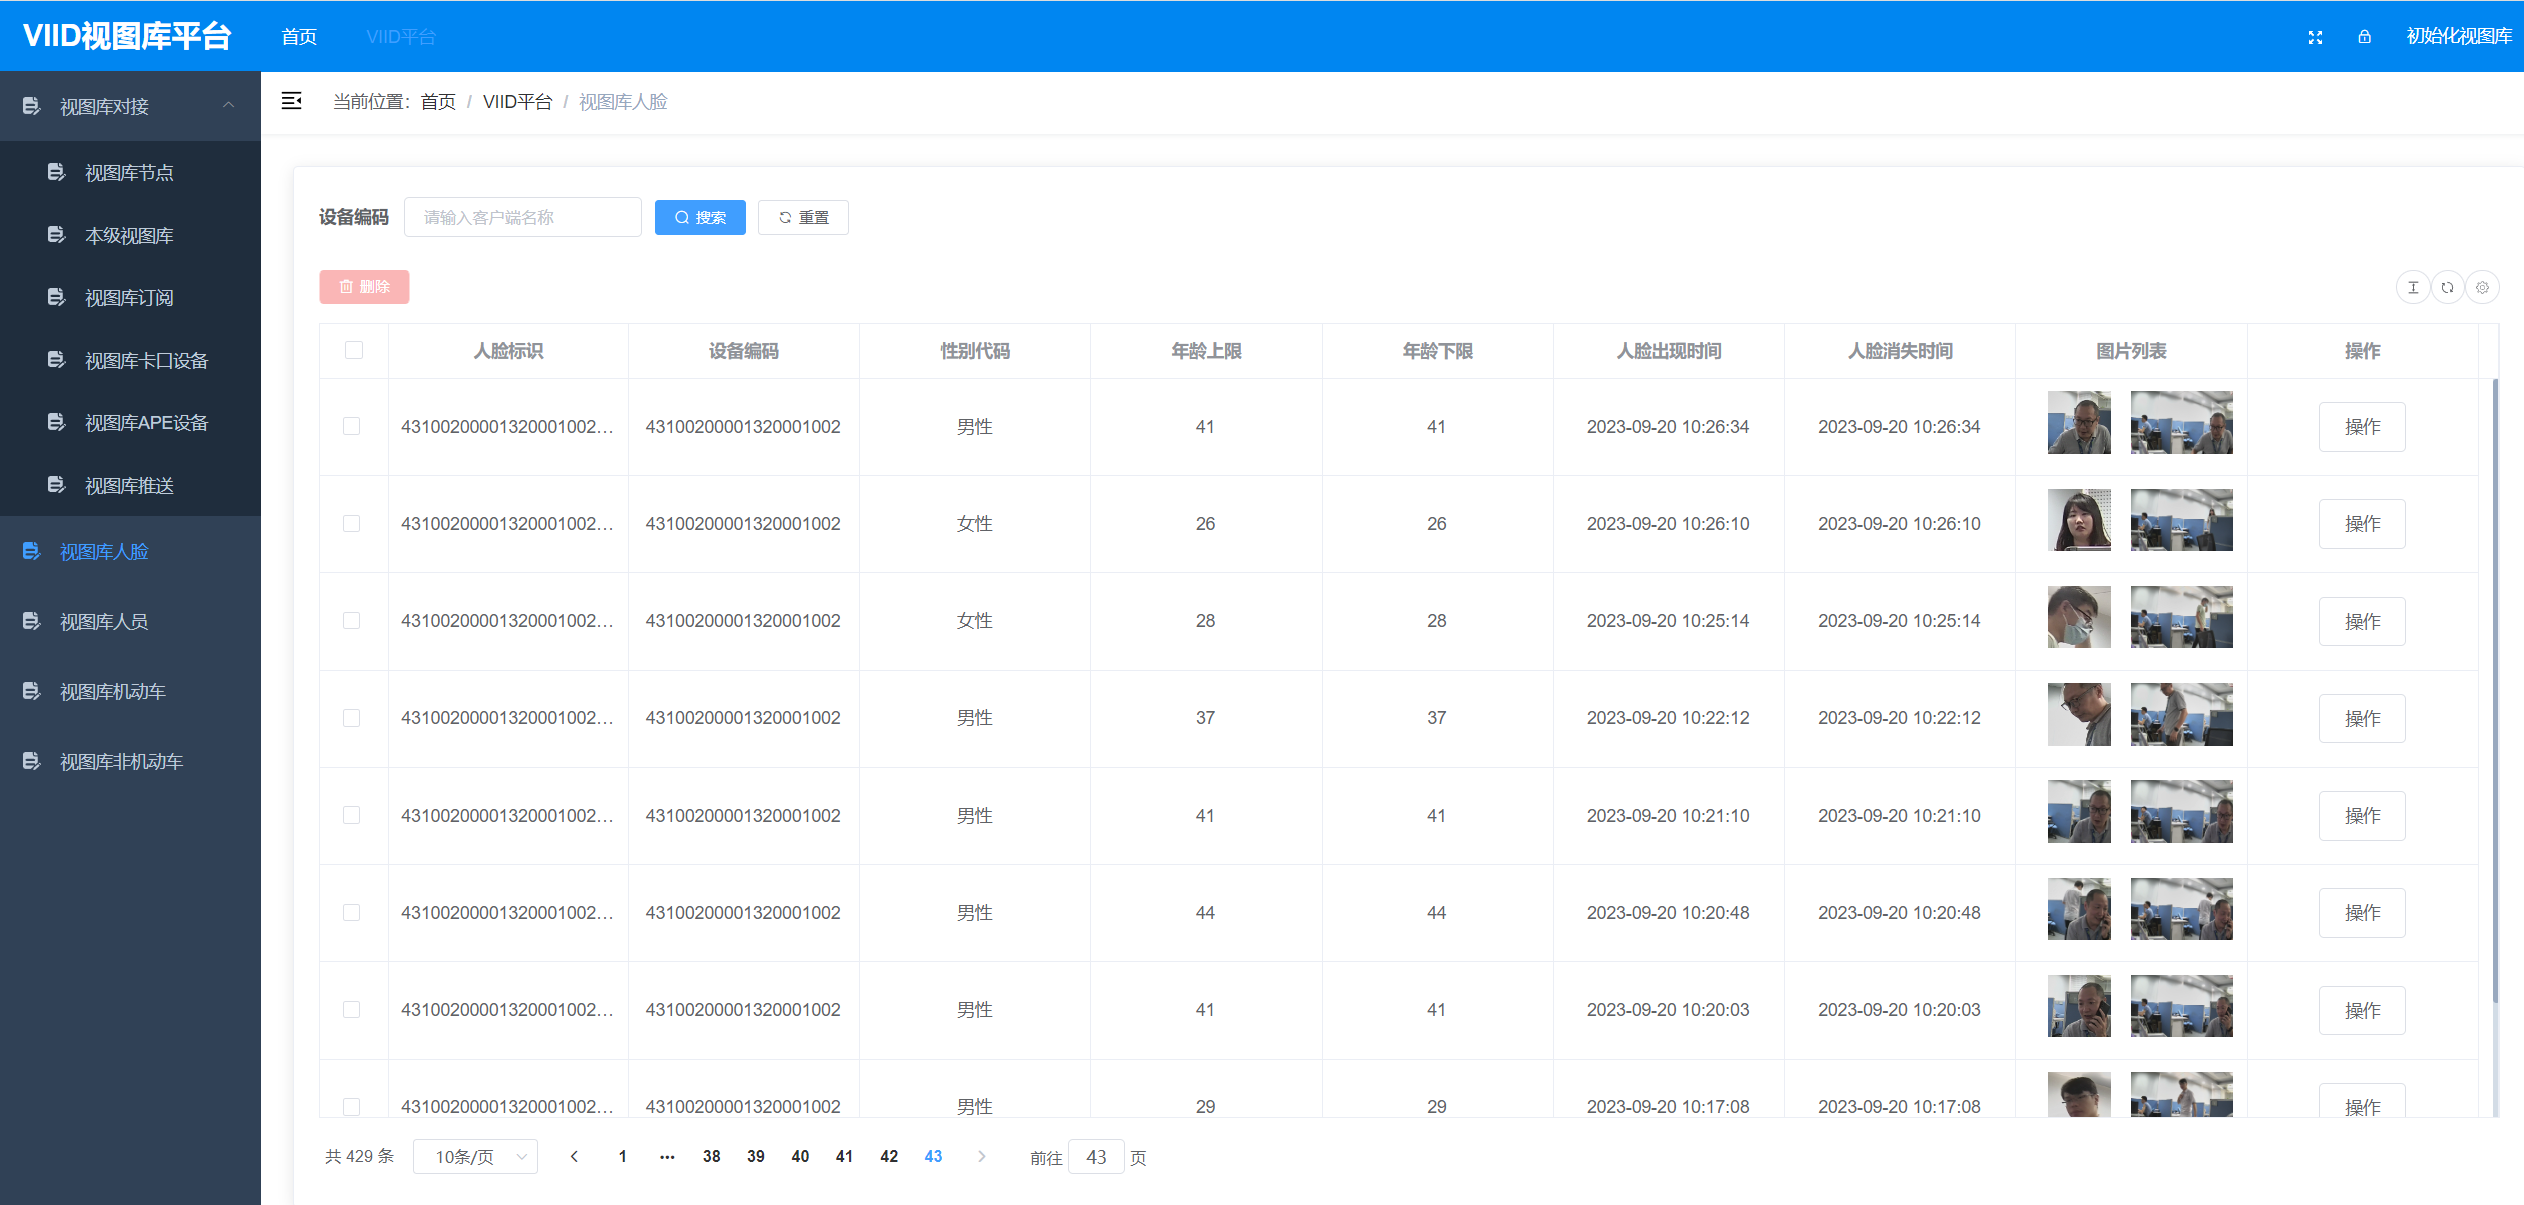 VIID视图库平台 首页 VIID平台 初始化视图库
视图库对接
视图库节点
本级视图库
视图库订阅
视图库卡口设备
视图库APE设备
视图库推送
视图库人脸
视图库人员
视图库机动车
视图库非机动车
当前位置： 首页 / VIID平台 / 视图库人脸
设备编码 请输入客户端名称 搜索 重置
删除
人脸标识 设备编码 性别代码 年龄上限 年龄下限 人脸出现时间 人脸消失时间 图片列表 操作
43100200001320001002... 43100200001320001002 男性 41 41 2023-09-20 10:26:34 2023-09-20 10:26:34 操作
43100200001320001002... 43100200001320001002 女性 26 26 2023-09-20 10:26:10 2023-09-20 10:26:10 操作
43100200001320001002... 43100200001320001002 女性 28 28 2023-09-20 10:25:14 2023-09-20 10:25:14 操作
43100200001320001002... 43100200001320001002 男性 37 37 2023-09-20 10:22:12 2023-09-20 10:22:12 操作
43100200001320001002... 43100200001320001002 男性 41 41 2023-09-20 10:21:10 2023-09-20 10:21:10 操作
43100200001320001002... 43100200001320001002 男性 44 44 2023-09-20 10:20:48 2023-09-20 10:20:48 操作
43100200001320001002... 43100200001320001002 男性 41 41 2023-09-20 10:20:03 2023-09-20 10:20:03 操作
43100200001320001002... 43100200001320001002 男性 29 29 2023-09-20 10:17:08 2023-09-20 10:17:08 操作
共 429 条 10条/页 1 ... 38 39 40 41 42 43 前往 43 页